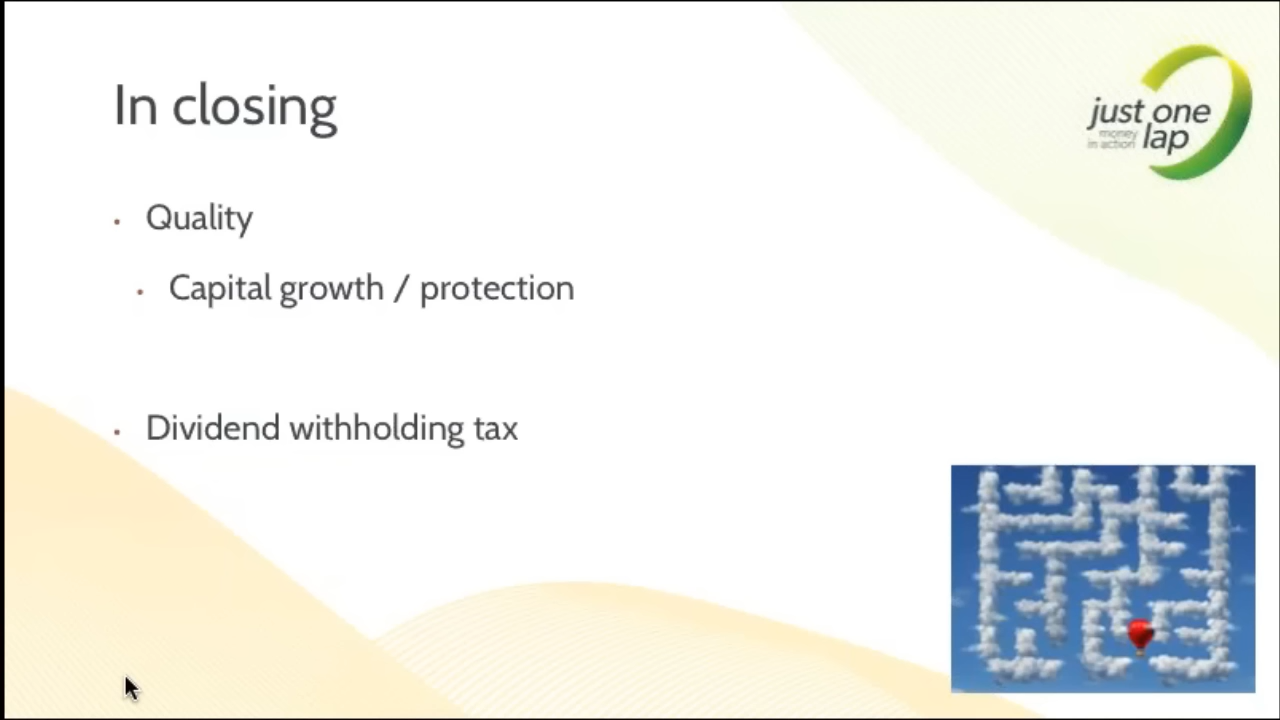 In closing
just one
money
in action lap
• Quality
• Capital growth / protection
• Dividend withholding tax